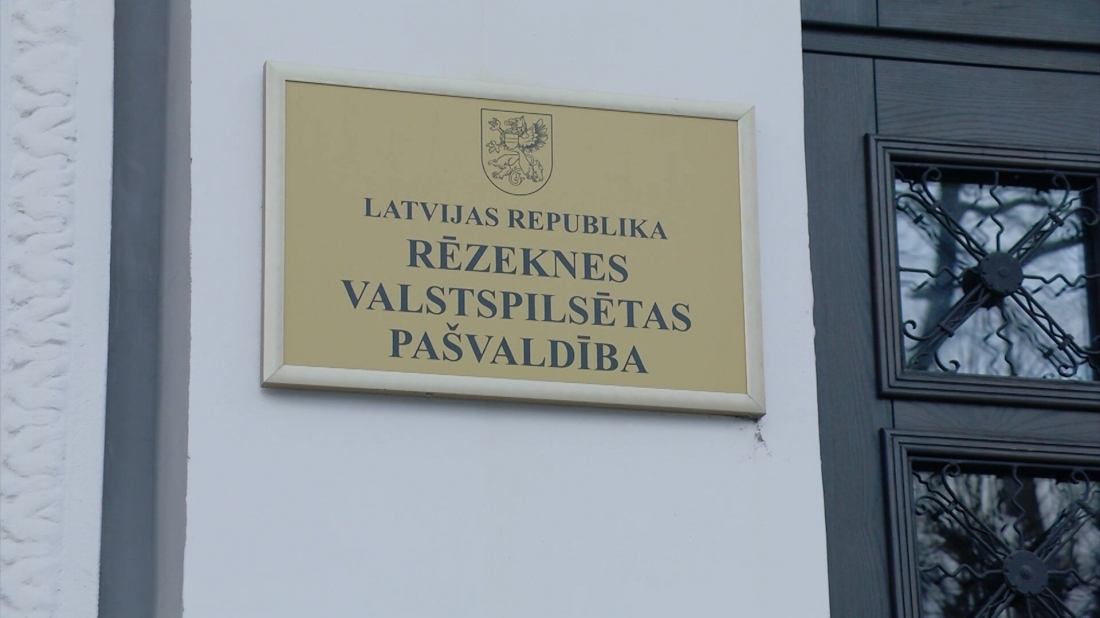 LATVIJAS REPUBLIKA
RĒZEKNES
VALSTSPILSĒTAS
PAŠVALDĪBA